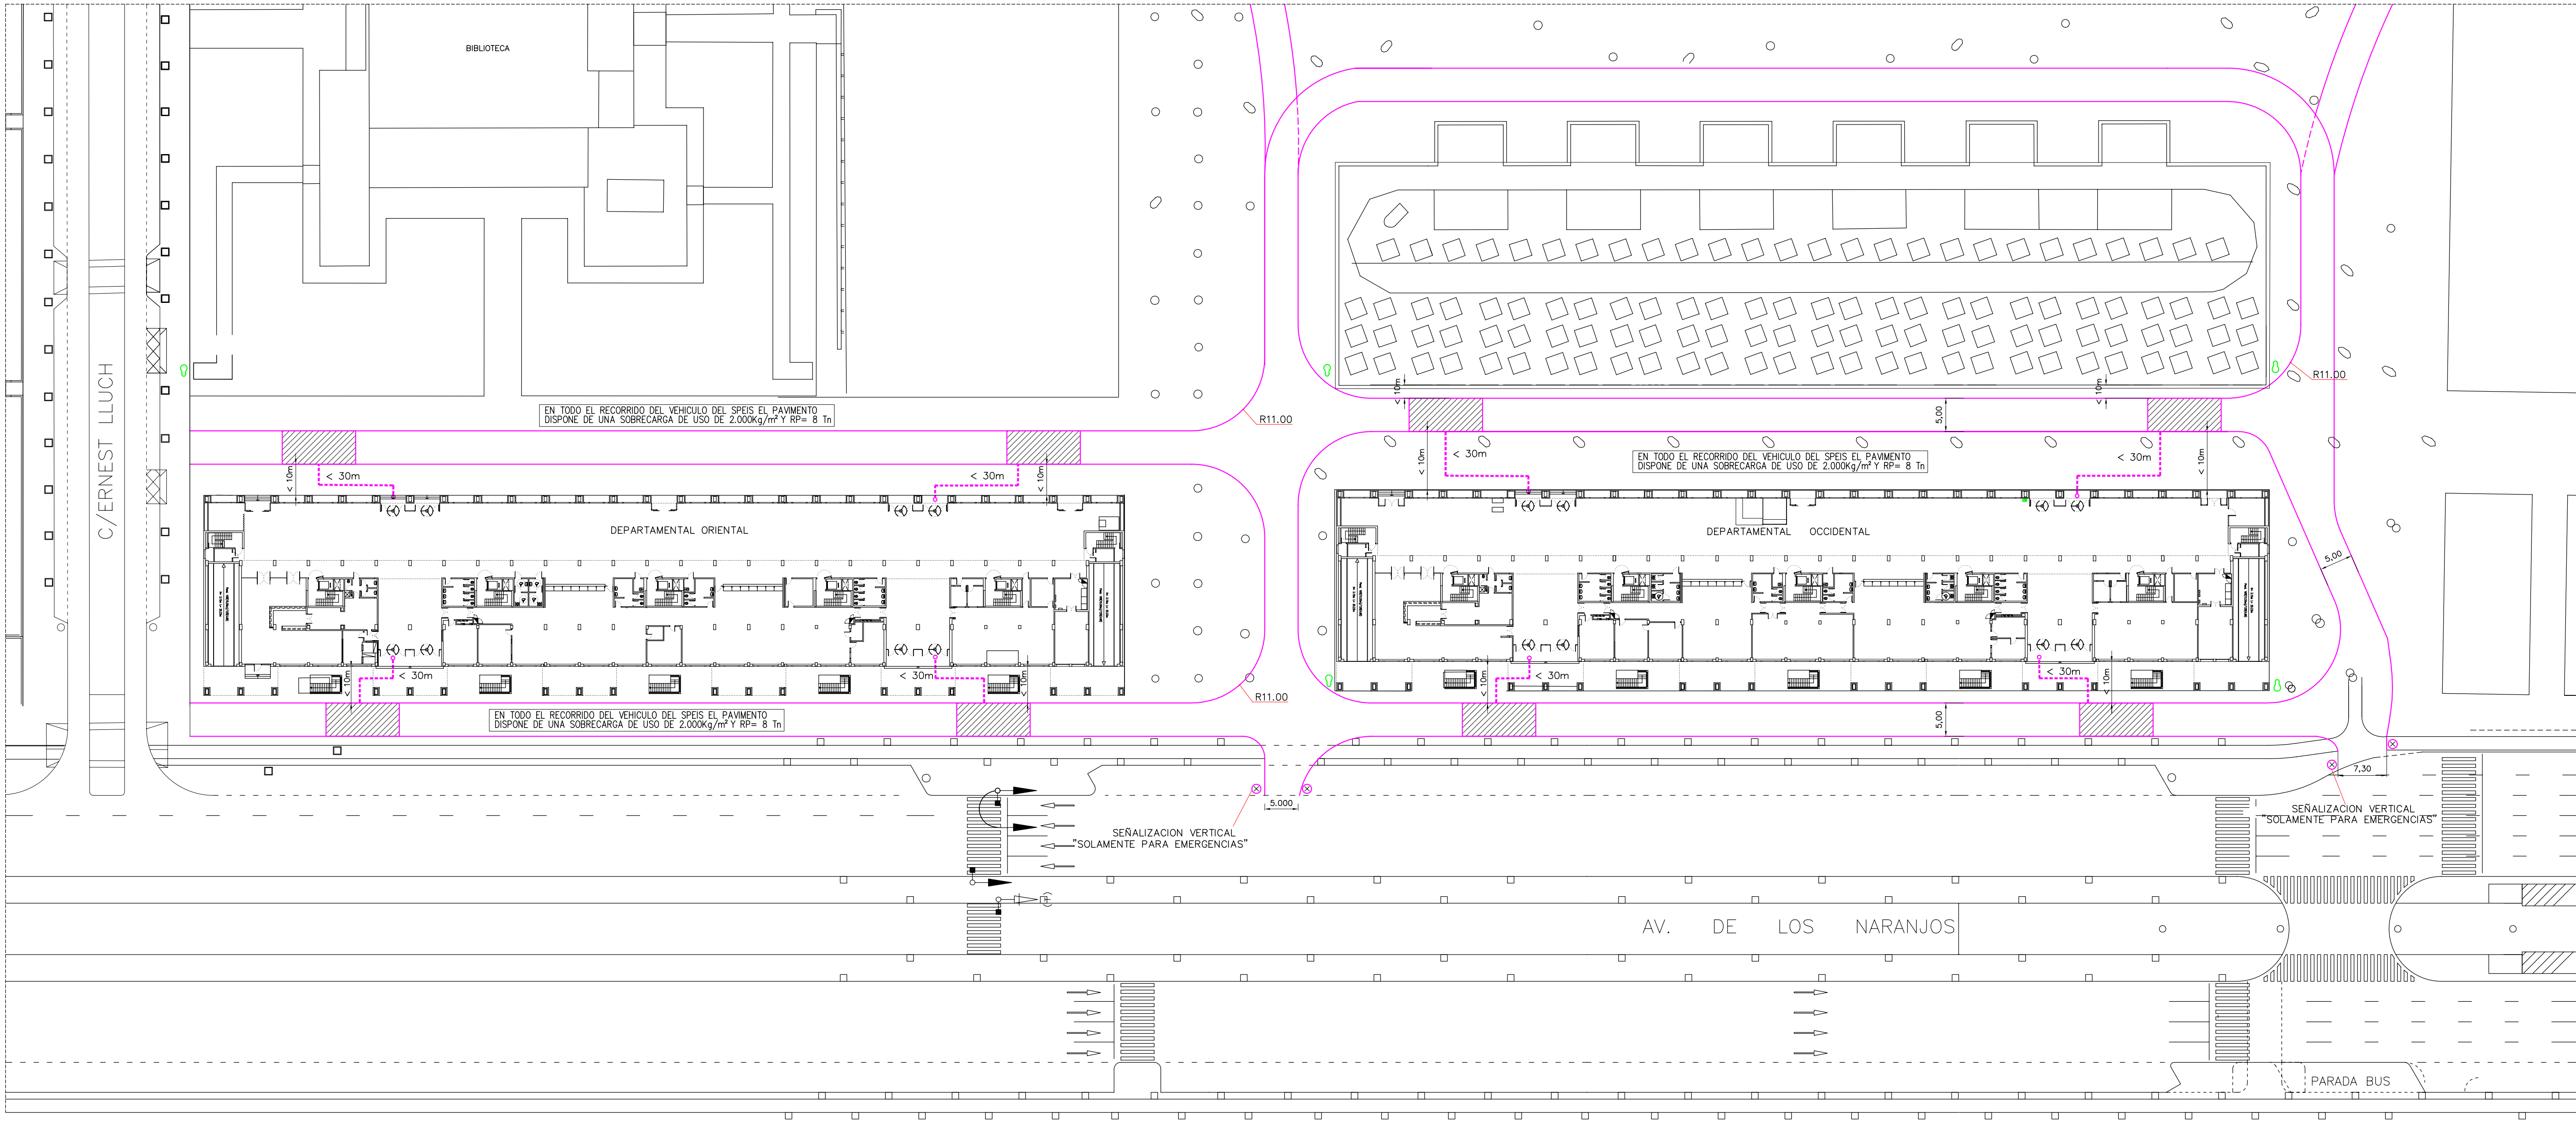 BIBLIOTECA
C/ERNEST LLUCH
EN TODO EL RECORRIDO DEL VEHICULO DEL SPEIS EL PAVIMENTO
DISPONE DE UNA SOBRECARGA DE USO DE 2.000Kg/m² Y RP= 8 Tn
R11.00
R11.00
< 10m
< 10m
5,00
< 10m
< 30m
< 30m
< 10m
< 10m
< 30m
EN TODO EL RECORRIDO DEL VEHICULO DEL SPEIS EL PAVIMENTO
DISPONE DE UNA SOBRECARGA DE USO DE 2.000Kg/m² Y RP= 8 Tn
< 30m
< 10m
DEPARTAMENTAL ORIENTAL
DEPARTAMENTAL OCCIDENTAL
5,00
< 10m
< 30m
< 30m
< 10m
R11.00
< 10m
< 30m
< 30m
< 10m
EN TODO EL RECORRIDO DEL VEHICULO DEL SPEIS EL PAVIMENTO
DISPONE DE UNA SOBRECARGA DE USO DE 2.000Kg/m² Y RP= 8 Tn
5,00
7,30
5.000
SEÑALIZACION VERTICAL
"SOLAMENTE PARA EMERGENCIAS"
SEÑALIZACION VERTICAL
"SOLAMENTE PARA EMERGENCIAS"
AV. DE LOS NARANJOS
PARADA BUS